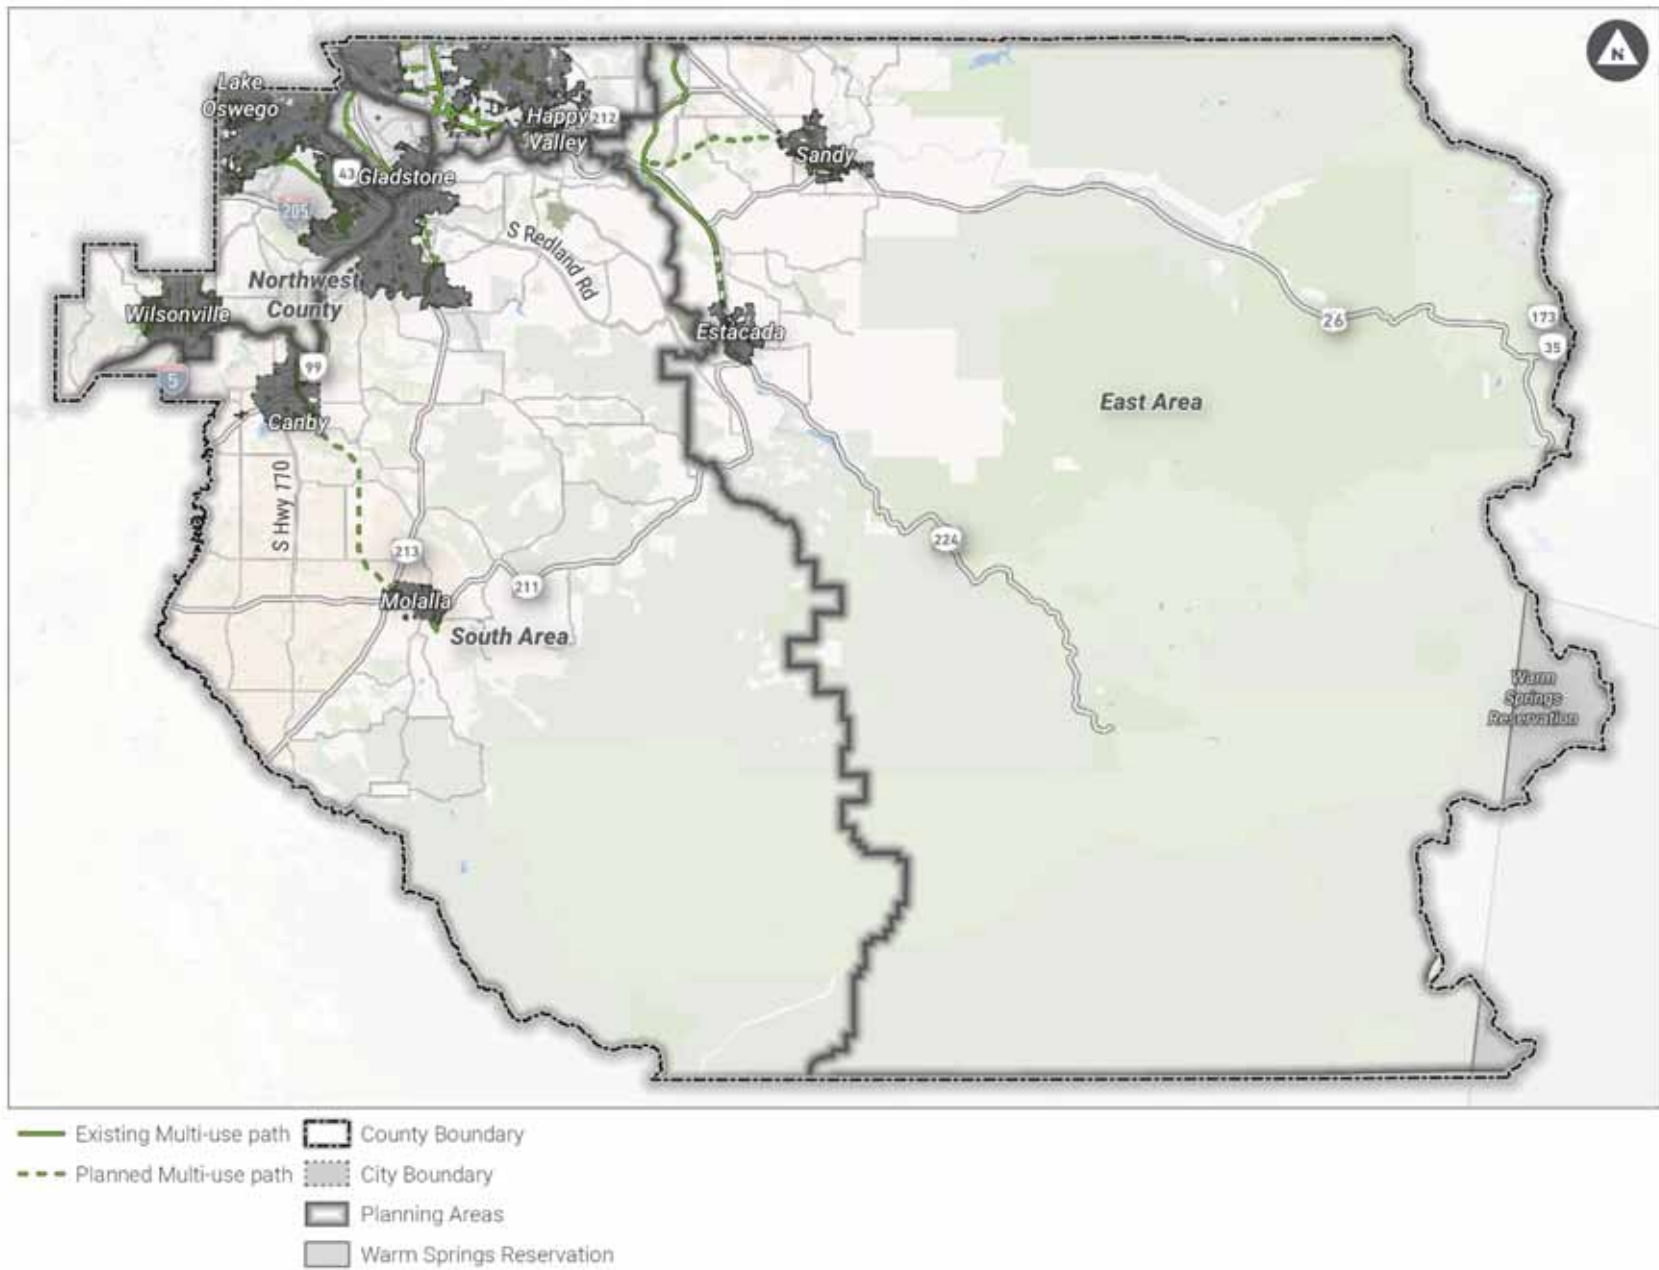 N
Lake
Oswego
Happy
Valley
212
43
Gladstone
Sandy
205
S Redland Rd
Northwest
County
Wilsonville
Estacada
26
173
35
5
99
Canby
East Area
S Hwy 770
224
213
211
Molalla
South Area
Warm
Springs
Reservation
Existing Multi-use path
County Boundary
Planned Multi-use path
City Boundary
Planning Areas
Warm Springs Reservation